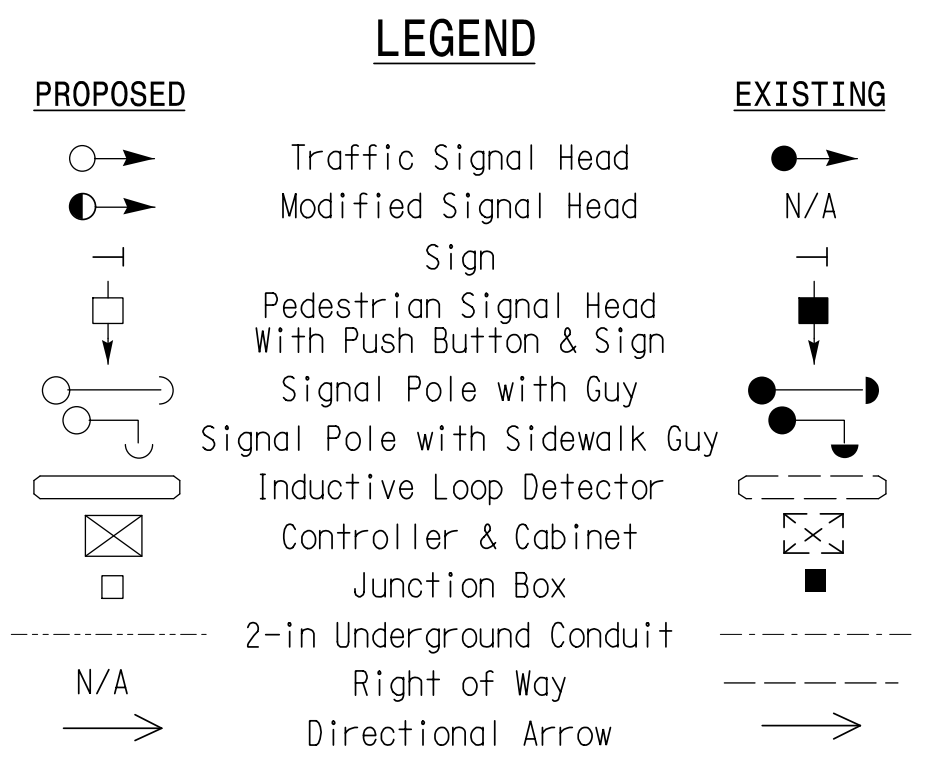 LEGEND
PROPOSED EXISTING
Traffic Signal Head
Modified Signal Head N/A
Sign
Pedestrian Signal Head
With Push Button & Sign
Signal Pole with Guy
Signal Pole with Sidewalk Guy
Inductive Loop Detector
Controller & Cabinet
Junction Box
2-in Underground Conduit
N/A Right of Way
Directional Arrow